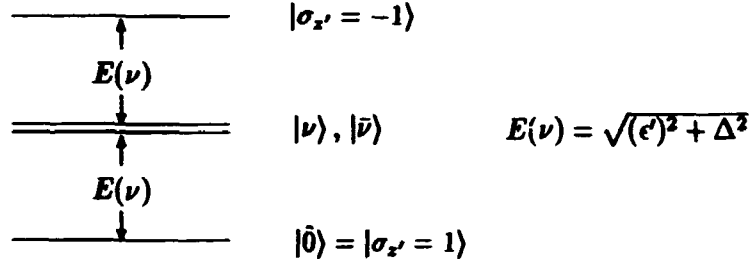 |σ_{z'} = −1⟩
E(ν)
|ν⟩ , |ν̄⟩ E(ν) = √((ϵ')² + Δ²)
E(ν)
|0̃⟩ = |σ_{z'} = 1⟩